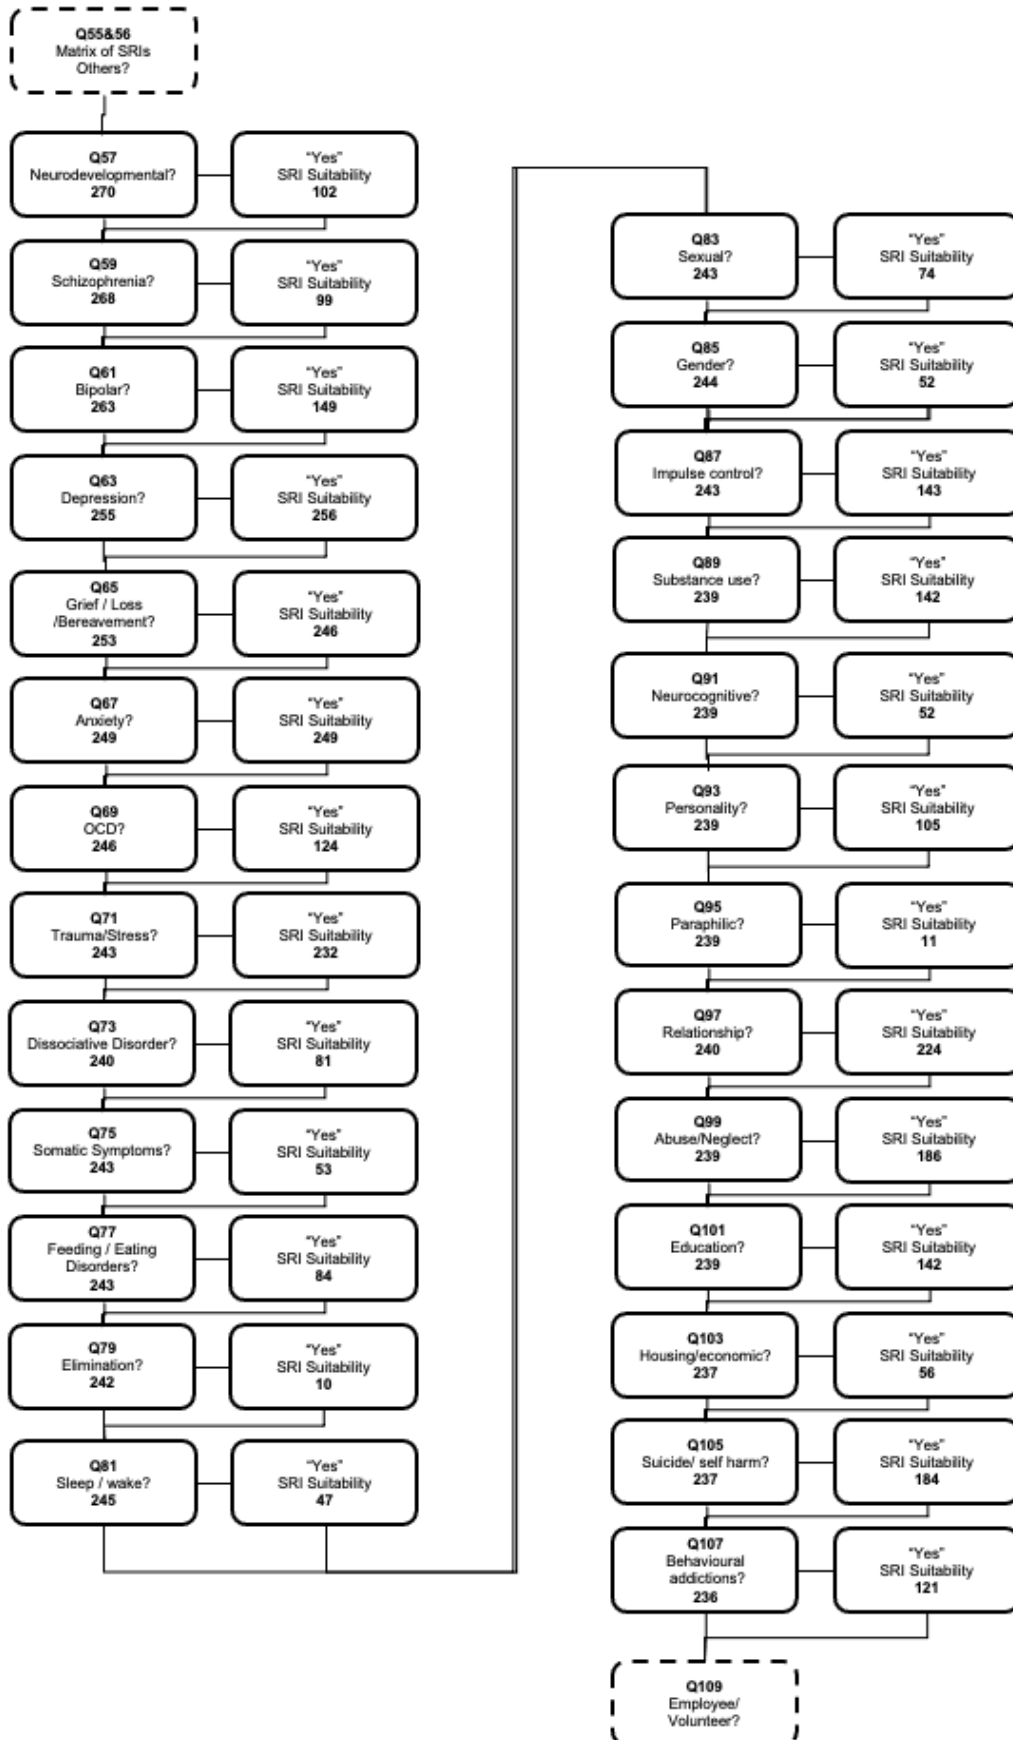 Q55&56
Matrix of SRIs
Others?
Q57
Neurodevelopmental?
270
"Yes"
SRI Suitability
102
Q59
Schizophrenia?
268
"Yes"
SRI Suitability
99
Q61
Bipolar?
263
"Yes"
SRI Suitability
149
Q63
Depression?
255
"Yes"
SRI Suitability
256
Q65
Grief / Loss
/Bereavement?
253
"Yes"
SRI Suitability
246
Q67
Anxiety?
249
"Yes"
SRI Suitability
249
Q69
OCD?
246
"Yes"
SRI Suitability
124
Q71
Trauma/Stress?
243
"Yes"
SRI Suitability
232
Q73
Dissociative Disorder?
240
"Yes"
SRI Suitability
81
Q75
Somatic Symptoms?
243
"Yes"
SRI Suitability
53
Q77
Feeding / Eating
Disorders?
243
"Yes"
SRI Suitability
84
Q79
Elimination?
242
"Yes"
SRI Suitability
10
Q81
Sleep / wake?
245
"Yes"
SRI Suitability
47
Q83
Sexual?
243
"Yes"
SRI Suitability
74
Q85
Gender?
244
"Yes"
SRI Suitability
52
Q87
Impulse control?
243
"Yes"
SRI Suitability
143
Q89
Substance use?
239
"Yes"
SRI Suitability
142
Q91
Neurocognitive?
239
"Yes"
SRI Suitability
52
Q93
Personality?
239
"Yes"
SRI Suitability
105
Q95
Paraphilic?
239
"Yes"
SRI Suitability
11
Q97
Relationship?
240
"Yes"
SRI Suitability
224
Q99
Abuse/Neglect?
239
"Yes"
SRI Suitability
186
Q101
Education?
239
"Yes"
SRI Suitability
142
Q103
Housing/economic?
237
"Yes"
SRI Suitability
56
Q105
Suicide/ self harm?
237
"Yes"
SRI Suitability
184
Q107
Behavioural
addictions?
236
"Yes"
SRI Suitability
121
Q109
Employee/
Volunteer?